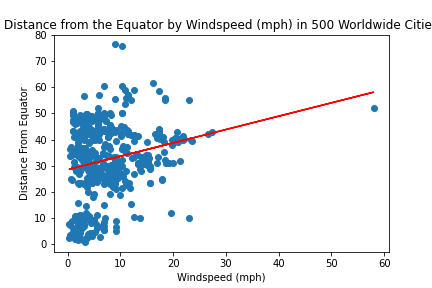 Distance from the Equator by Windspeed (mph) in 500 Worldwide Citie
80
70
60
50
40
30
20
10
0
Distance From Equator
0 10 20 30 40 50 60
Windspeed (mph)